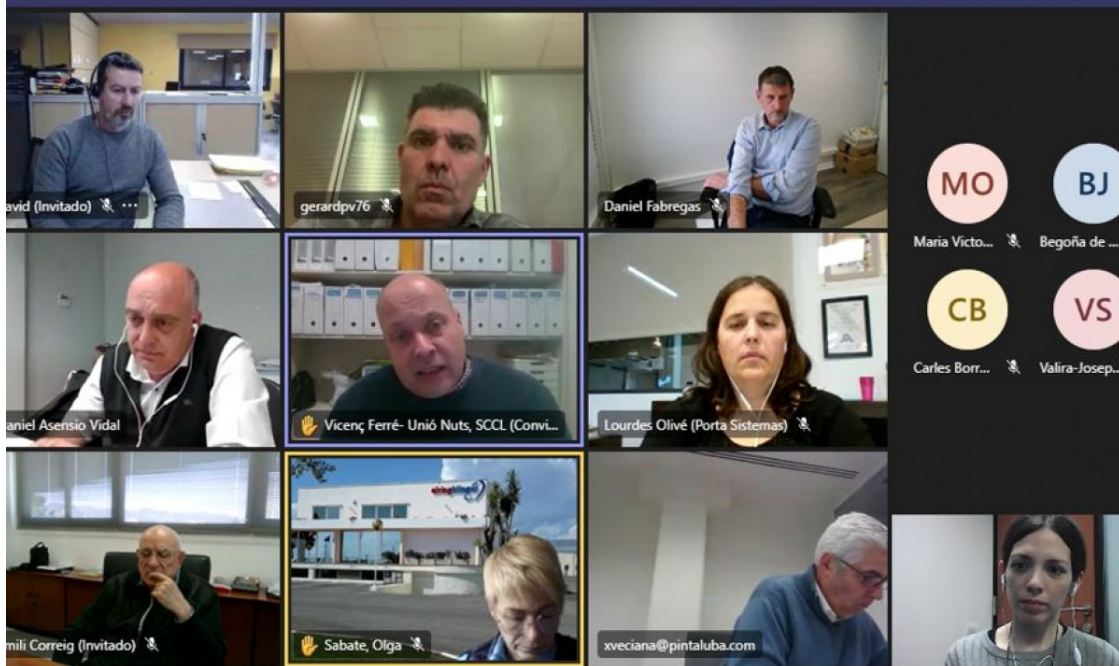 avid (Invitado) ...
gerardpv76
Daniel Fabregas
MO
BJ
Maria Victo...
Begoña de ...
CB
VS
Carles Borr...
Valira-Josep...
aniel Asensio Vidal
Vicenç Ferré- Unió Nuts, SCCL (Convi...
Lourdes Olivé (Porta Sistemas)
mili Correig (Invitado)
Sabate, Olga
xveciana@pintaluba.com